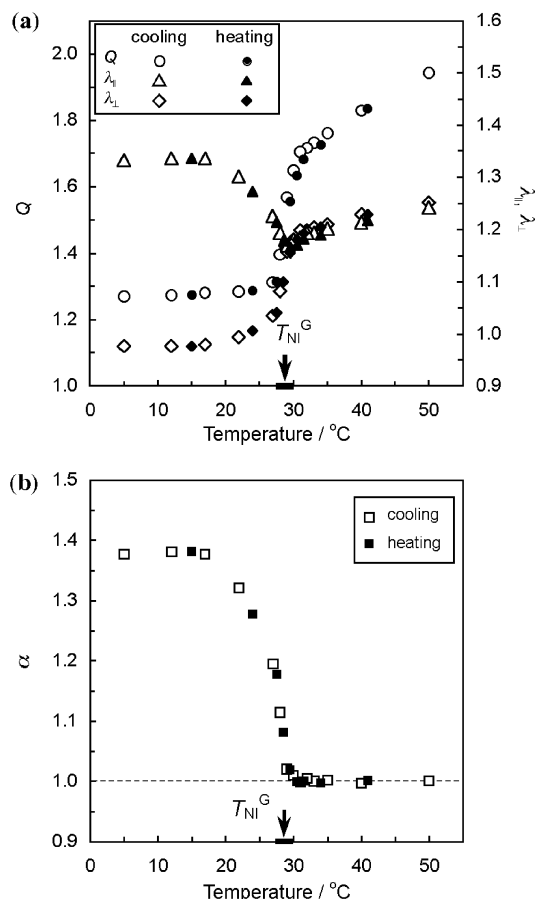 (a)
cooling heating
Q
λ∥
λ⊥
2.0
1.8
1.6
1.4
1.2
1.0
Q
1.6
1.5
1.4
1.3
1.2
1.1
1.0
0.9
λ∥, λ⊥
T_NI^G
0 10 20 30 40 50
Temperature / °C
(b)
1.5
1.4
1.3
1.2
1.1
1.0
0.9
α
cooling
heating
T_NI^G
0 10 20 30 40 50
Temperature / °C